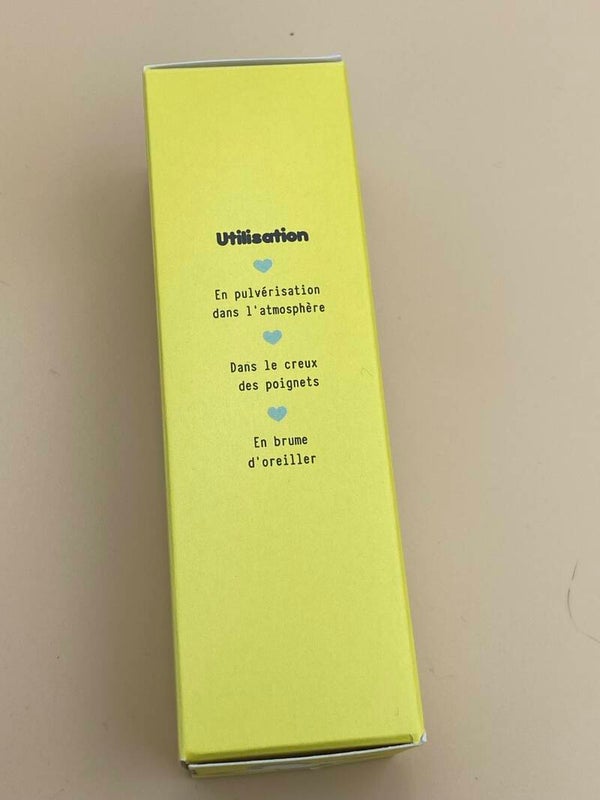 Utilisation
En pulvérisation
dans l'atmosphère
Dans le creux
des poignets
En brume
d'oreiller